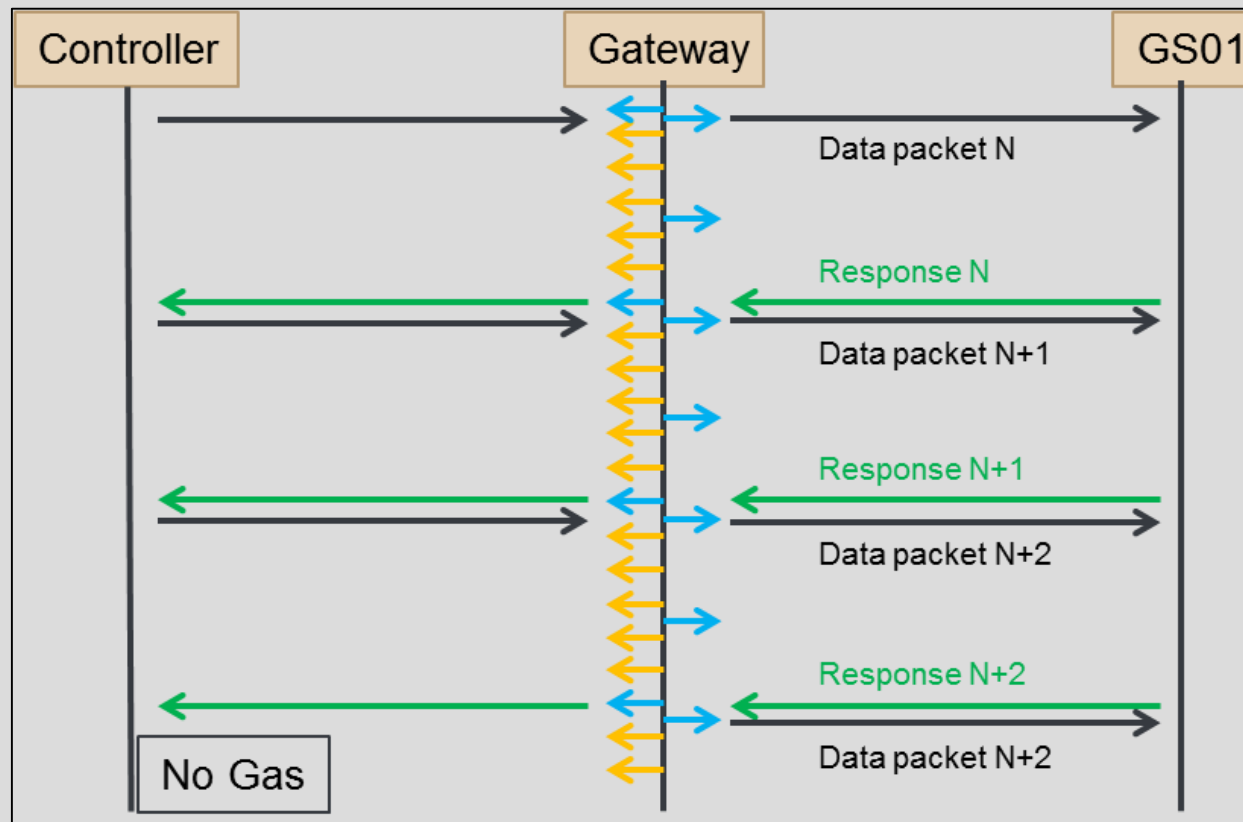 Controller
Gateway
GS01
Data packet N
Response N
Data packet N+1
Response N+1
Data packet N+2
Response N+2
Data packet N+2
No Gas